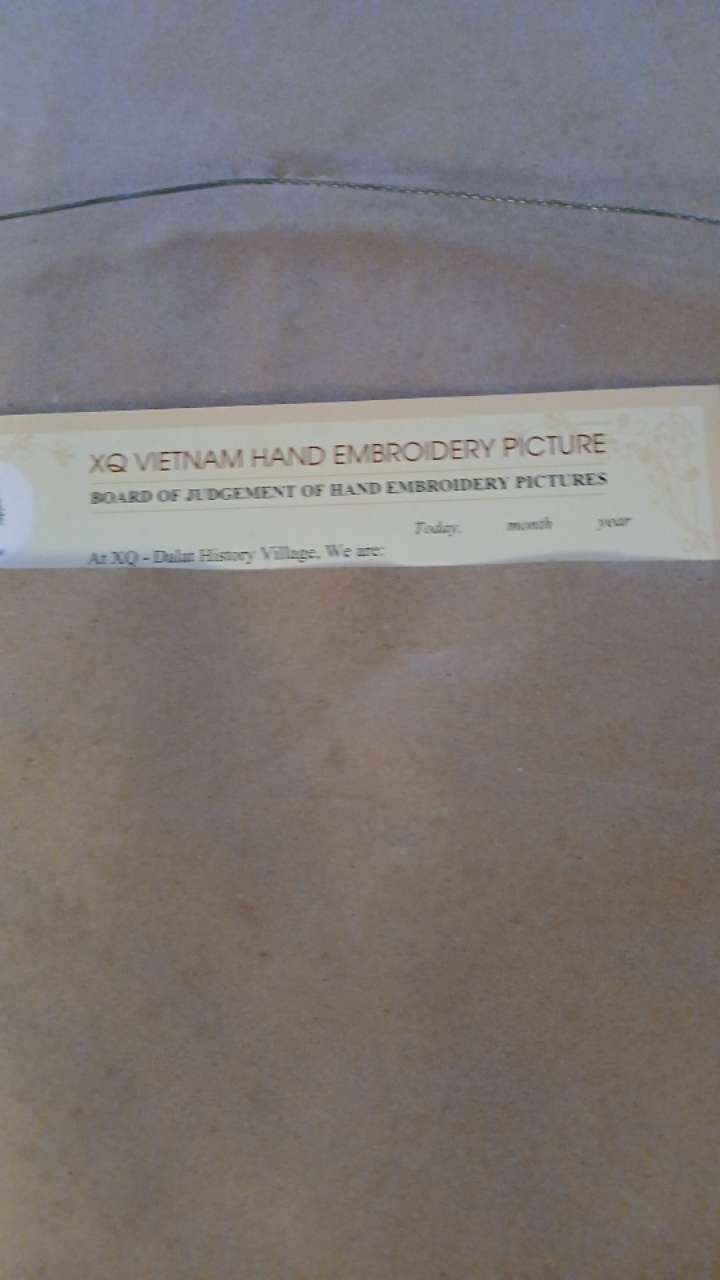 XQ VIETNAM HAND EMBROIDERY PICTURE
BOARD OF JUDGEMENT OF HAND EMBROIDERY PICTURES
Today, month year
At XQ - Dalat History Village, We are: